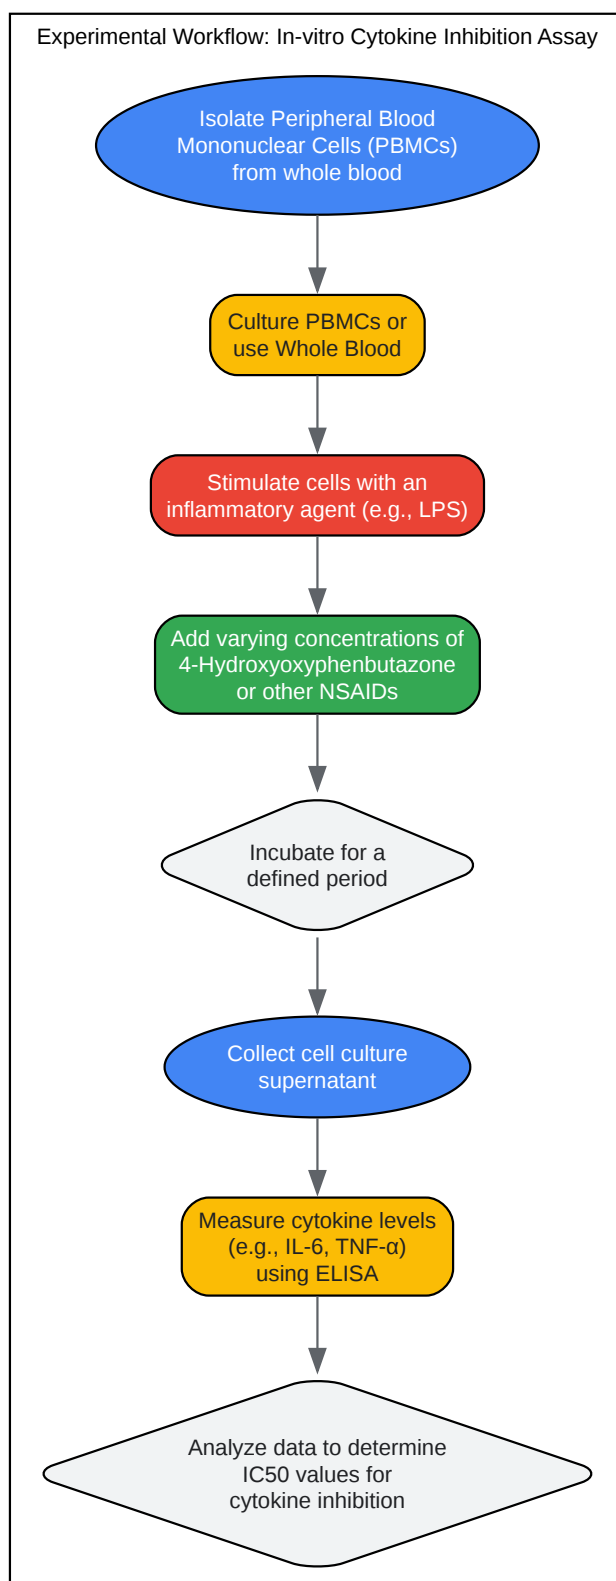 Experimental Workflow: In-vitro Cytokine Inhibition Assay
Isolate Peripheral Blood
Mononuclear Cells (PBMCs)
from whole blood
Culture PBMCs or
use Whole Blood
Stimulate cells with an
inflammatory agent (e.g., LPS)
Add varying concentrations of
4-Hydroxyoxyphenbutazone
or other NSAIDs
Incubate for a
defined period
Collect cell culture
supernatant
Measure cytokine levels
(e.g., IL-6, TNF-α)
using ELISA
Analyze data to determine
IC50 values for
cytokine inhibition